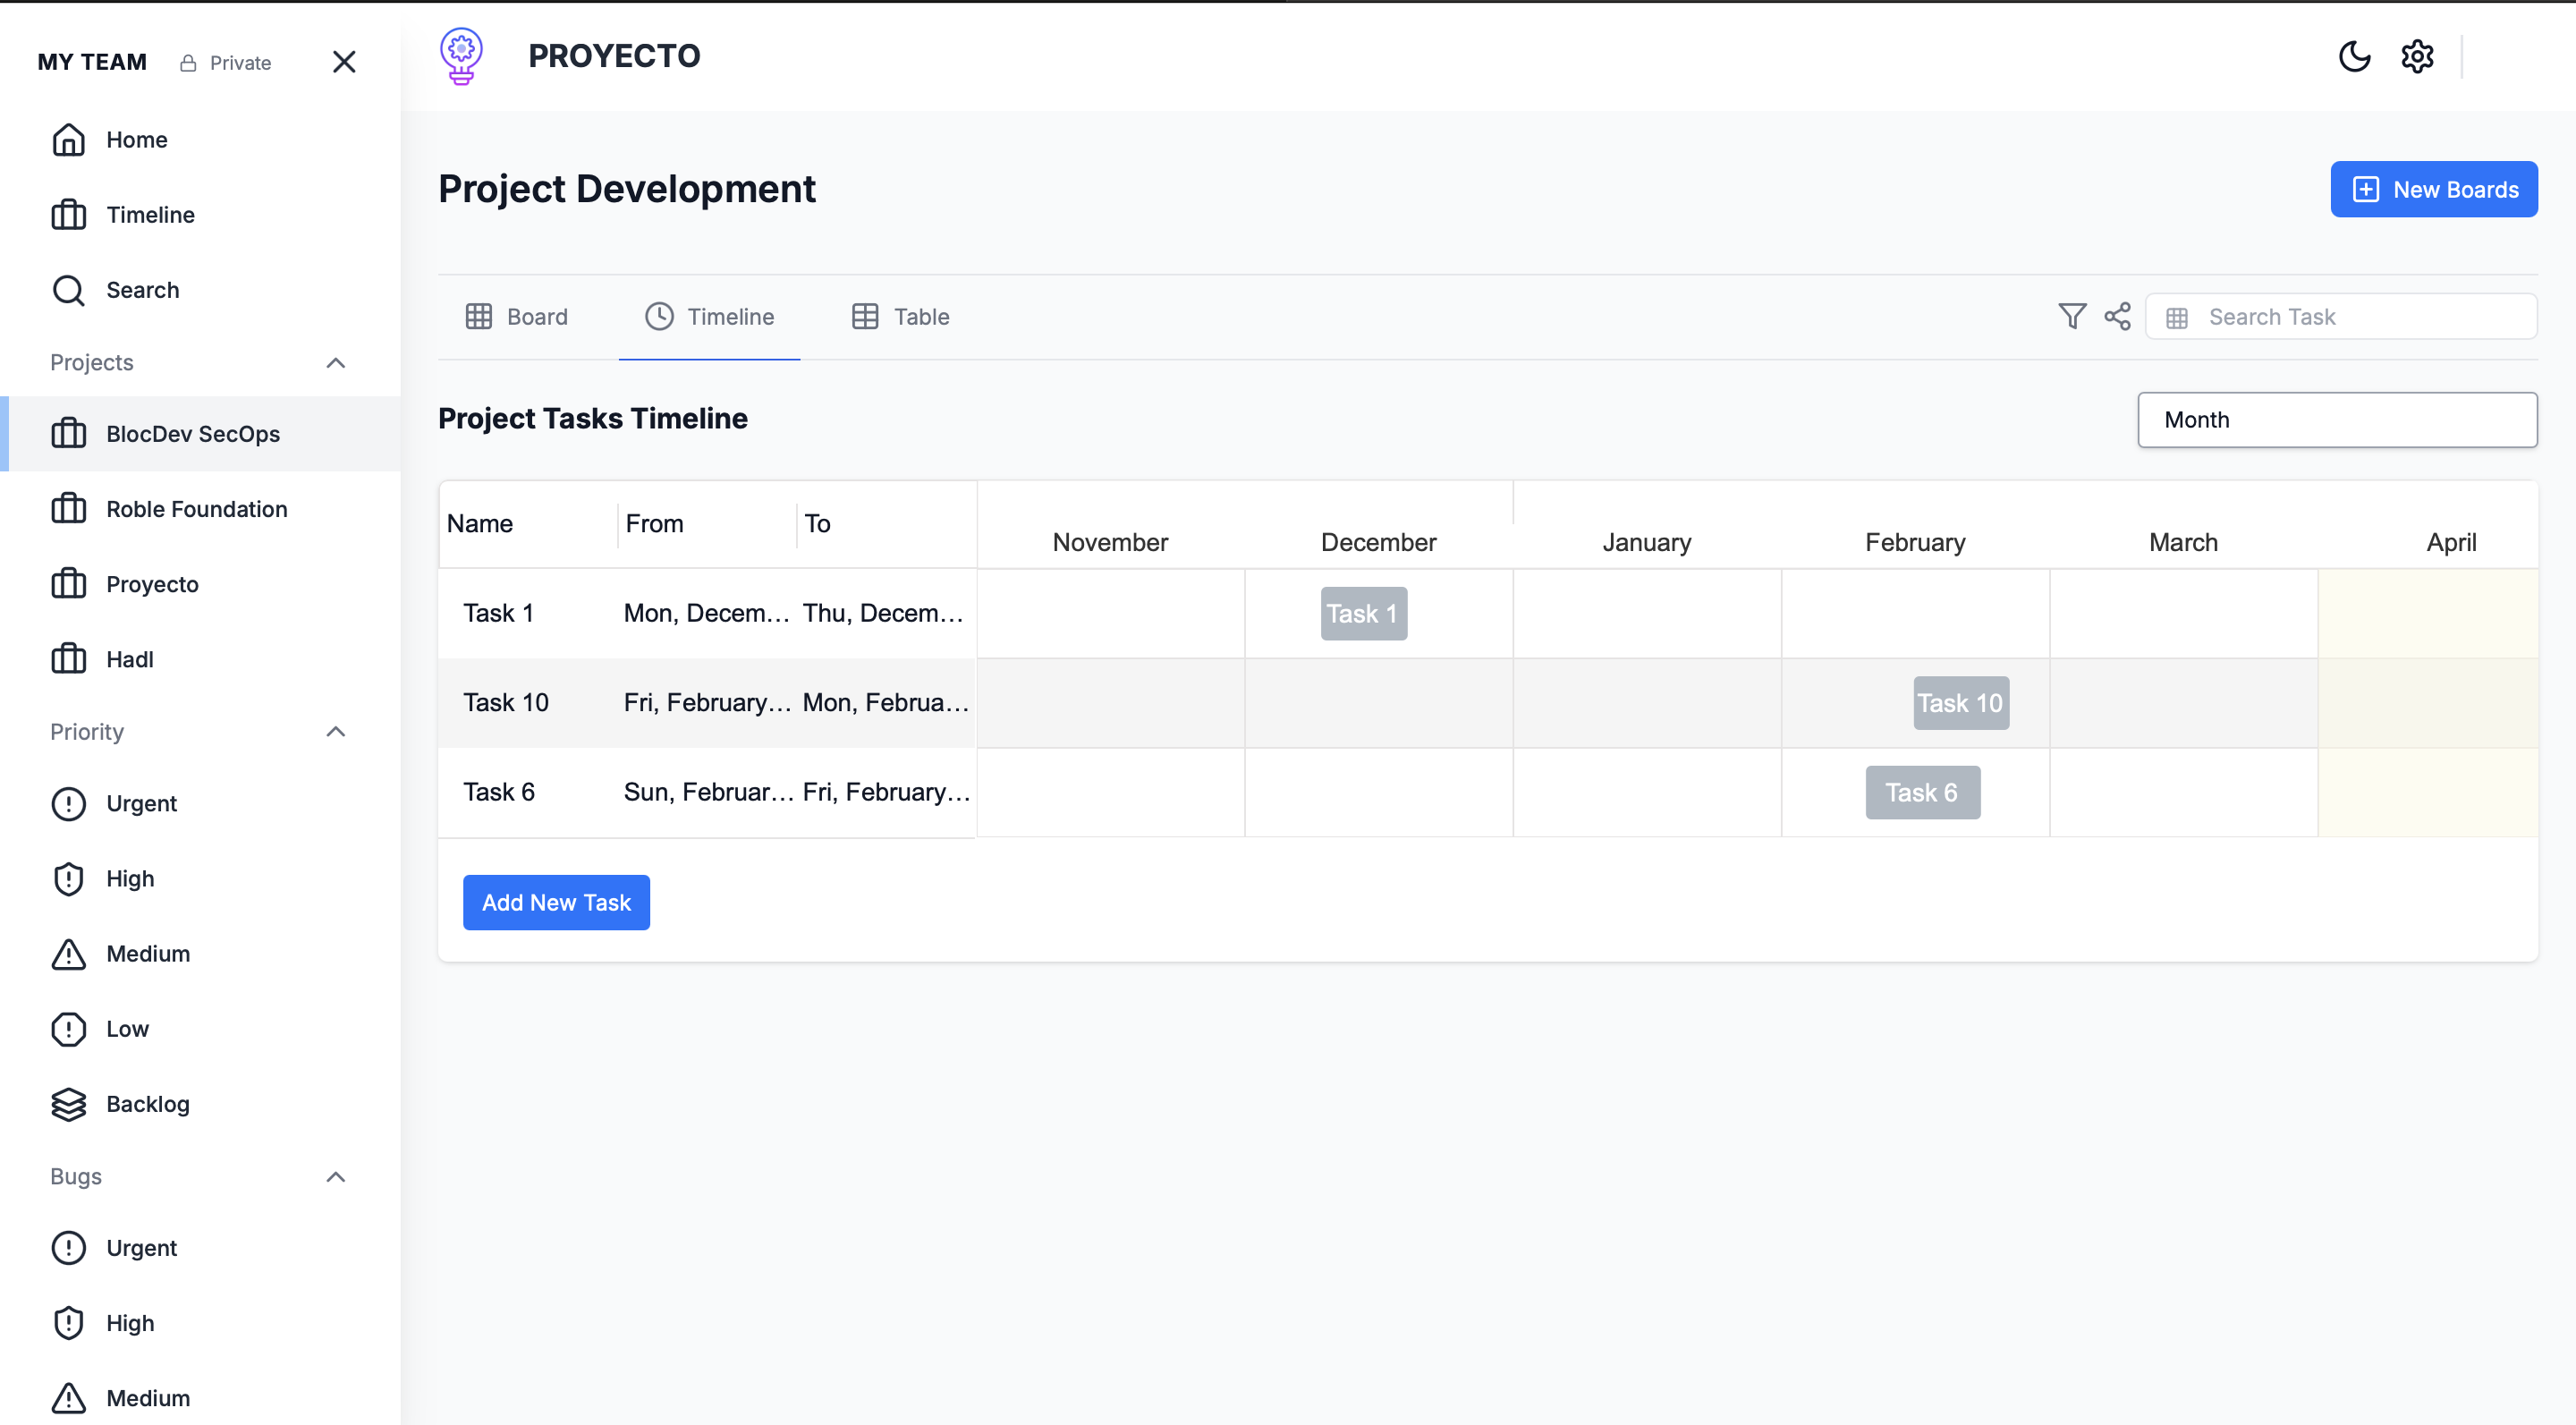 MY TEAM Private
Home
Timeline
Search
Projects
BlocDev SecOps
Roble Foundation
Proyecto
Hadl
Priority
Urgent
High
Medium
Low
Backlog
Bugs
Urgent
High
Medium
PROYECTO
Project Development
New Boards
Board Timeline Table
Search Task
Project Tasks Timeline
Month
Name From To
November December January February March April
Task 1 Mon, Decem... Thu, Decem... Task 1
Task 10 Fri, February... Mon, Februa... Task 10
Task 6 Sun, Februar... Fri, February... Task 6
Add New Task